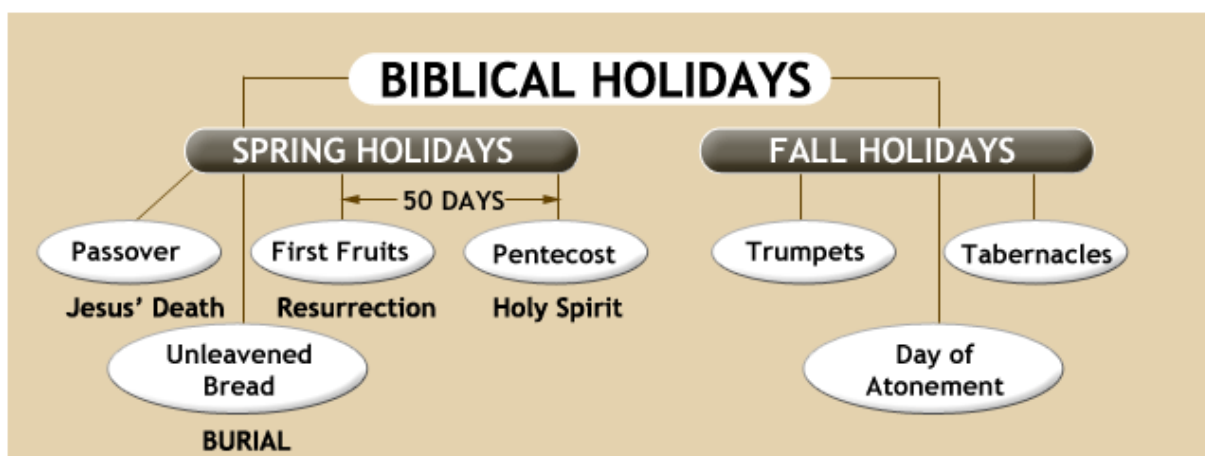 BIBLICAL HOLIDAYS
SPRING HOLIDAYS
FALL HOLIDAYS
50 DAYS
Passover
First Fruits
Pentecost
Trumpets
Tabernacles
Jesus’ Death
Resurrection
Holy Spirit
Unleavened
Bread
Day of
Atonement
BURIAL